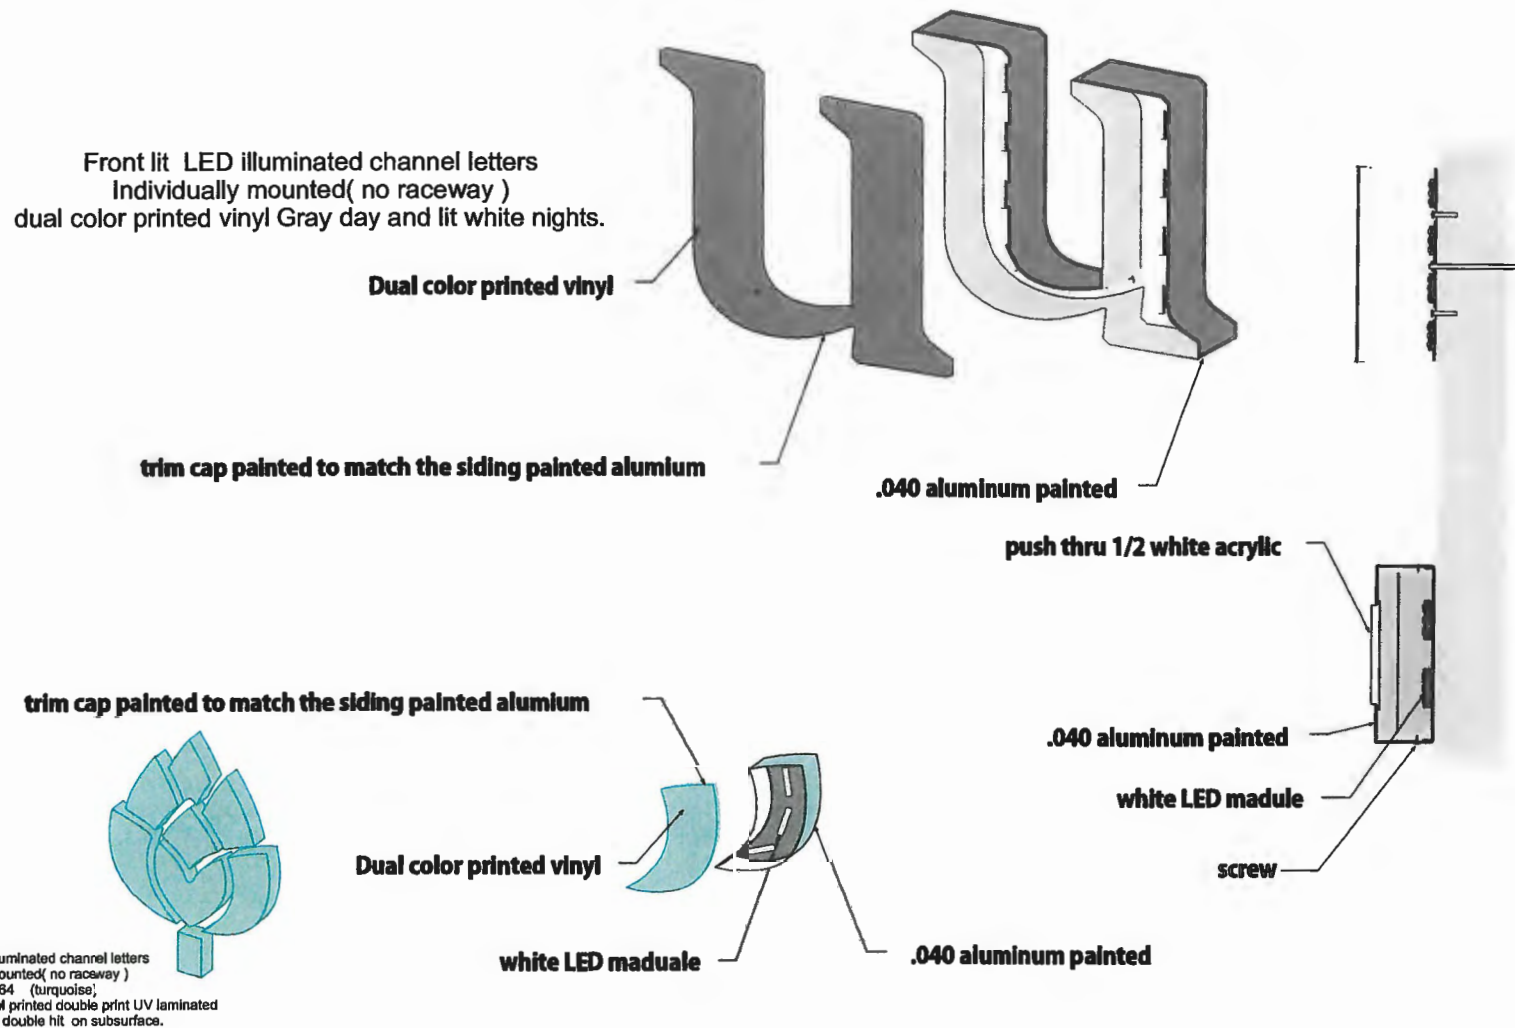 Front lit LED illuminated channel letters
Individually mounted( no raceway )
dual color printed vinyl Gray day and lit white nights.
Dual color printed vinyl
trim cap painted to match the siding painted alumium
.040 aluminum painted
push thru 1/2 white acrylic
trim cap painted to match the siding painted alumium
.040 aluminum painted
white LED madule
Dual color printed vinyl
screw
white LED maduale
.040 aluminum painted
channel letters
( no raceway )
64 (turquoise)
printed double print UV laminated
double hit on subsurface.